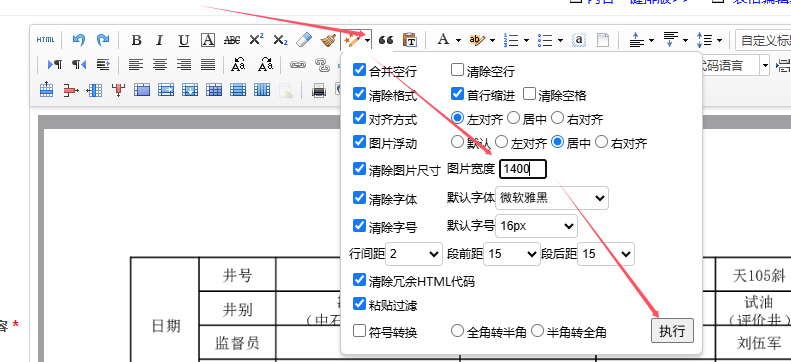 HTML B I U A ABC X² X₂ A
合并空行 清除空行
清除格式 首行缩进 清除空格
对齐方式 左对齐 居中 右对齐
图片浮动 默认 左对齐 居中 右对齐
清除图片尺寸 图片宽度 1400
清除字体 默认字体 微软雅黑
清除字号 默认字号 16px
行间距 2 段前距 15 段后距 15
清除冗余HTML代码
粘贴过滤
符号转换 全角转半角 半角转全角 执行
自定义标
代码语言
井号 天105斜
日期 井别 试油
（评价井）
容 *
监督员 刘伍军